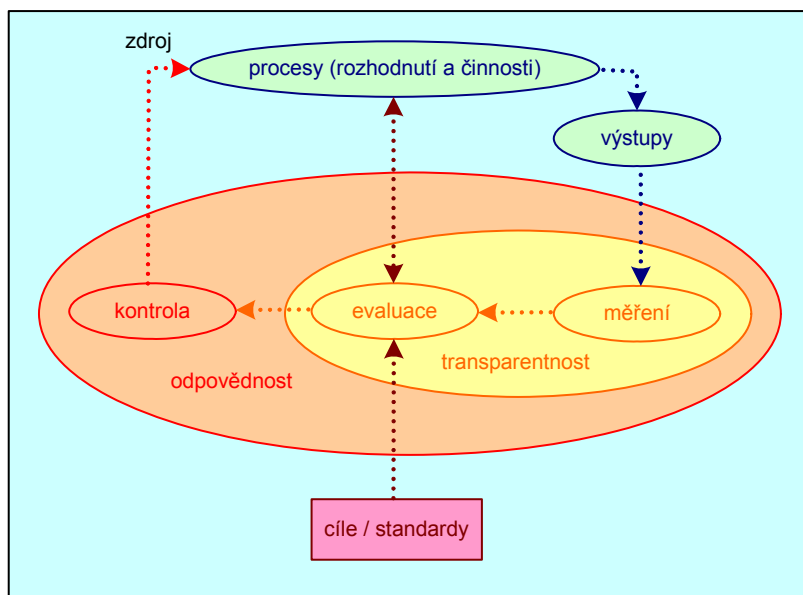 zdroj
procesy (rozhodnutí a činnosti)
výstupy
kontrola
evaluace
měření
transparentnost
odpovědnost
cíle / standardy